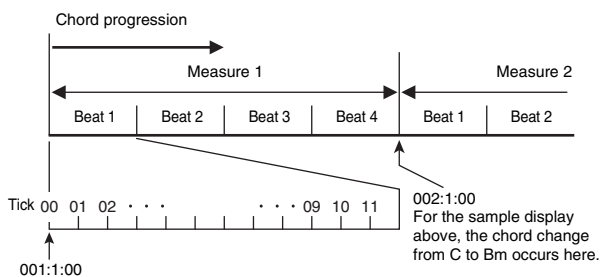 Chord progression
Measure 1
Measure 2
Beat 1 Beat 2 Beat 3 Beat 4 Beat 1 Beat 2
Tick 00 01 02 · · · · · · 09 10 11
001:1:00
002:1:00
For the sample display
above, the chord change
from C to Bm occurs here.